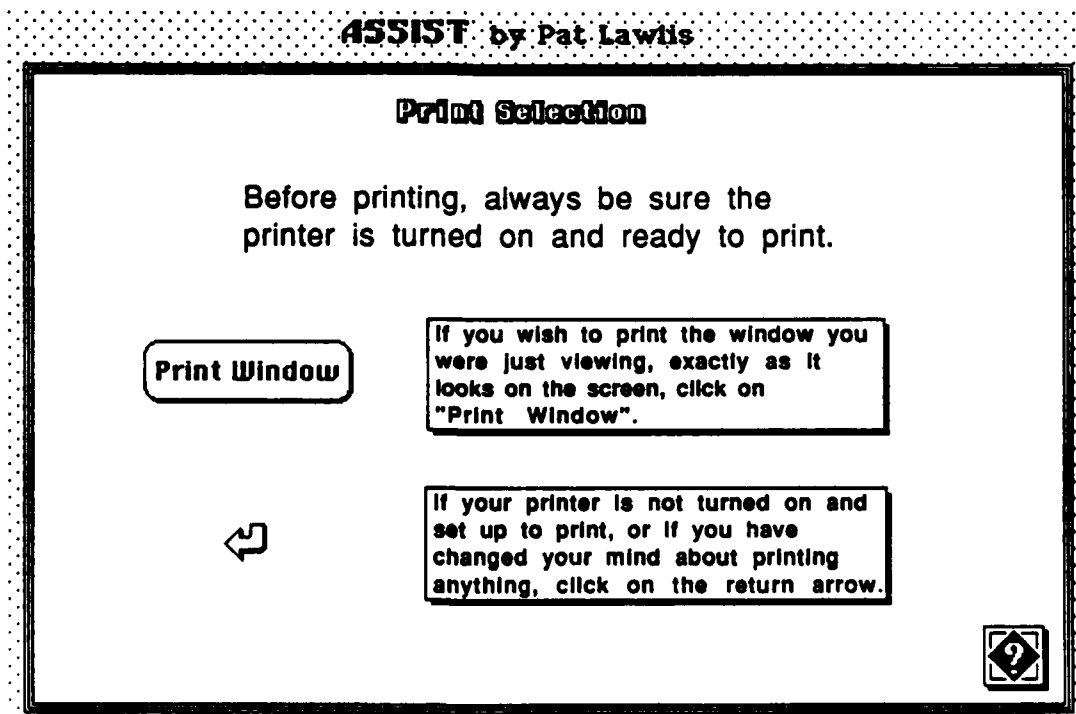 ASSIST by Pat Lawlis
Print Selection
Before printing, always be sure the
printer is turned on and ready to print.
Print Window
If you wish to print the window you
were just viewing, exactly as it
looks on the screen, click on
"Print Window".
If your printer is not turned on and
set up to print, or if you have
changed your mind about printing
anything, click on the return arrow.
?